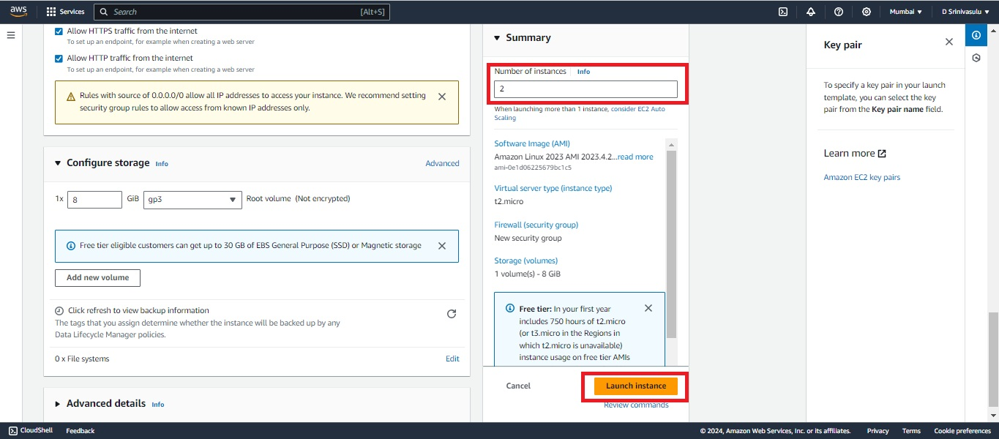 aws
Services
Search
[Alt+S]
Mumbai
D Srinivasulu
Allow HTTPS traffic from the internet
To set up an endpoint, for example when creating a web server
Allow HTTP traffic from the internet
To set up an endpoint, for example when creating a web server
Rules with source of 0.0.0.0/0 allow all IP addresses to access your instance. We recommend setting
security group rules to allow access from known IP addresses only.
Configure storage Info
Advanced
1x 8 GiB gp3 Root volume (Not encrypted)
Free tier eligible customers can get up to 30 GB of EBS General Purpose (SSD) or Magnetic storage
Add new volume
Click refresh to view backup information
The tags that you assign determine whether the instance will be backed up by any
Data Lifecycle Manager policies.
0 x File systems
Edit
Advanced details Info
Summary
Number of instances Info
2
When launching more than 1 instance, consider EC2 Auto
Scaling
Software Image (AMI)
Amazon Linux 2023 AMI 2023.4.2...read more
ami-0e1d06225679bc1c5
Virtual server type (instance type)
t2.micro
Firewall (security group)
New security group
Storage (volumes)
1 volume(s) - 8 GiB
Free tier: In your first year
includes 750 hours of t2.micro
(or t3.micro in the Regions in
which t2.micro is unavailable)
instance usage on free tier AMIs
Cancel
Launch instance
Review commands
Key pair
To specify a key pair in your launch
template, you can select the key
pair from the Key pair name field.
Learn more
Amazon EC2 key pairs
CloudShell
Feedback
© 2024, Amazon Web Services, Inc. or its affiliates.
Privacy
Terms
Cookie preferences